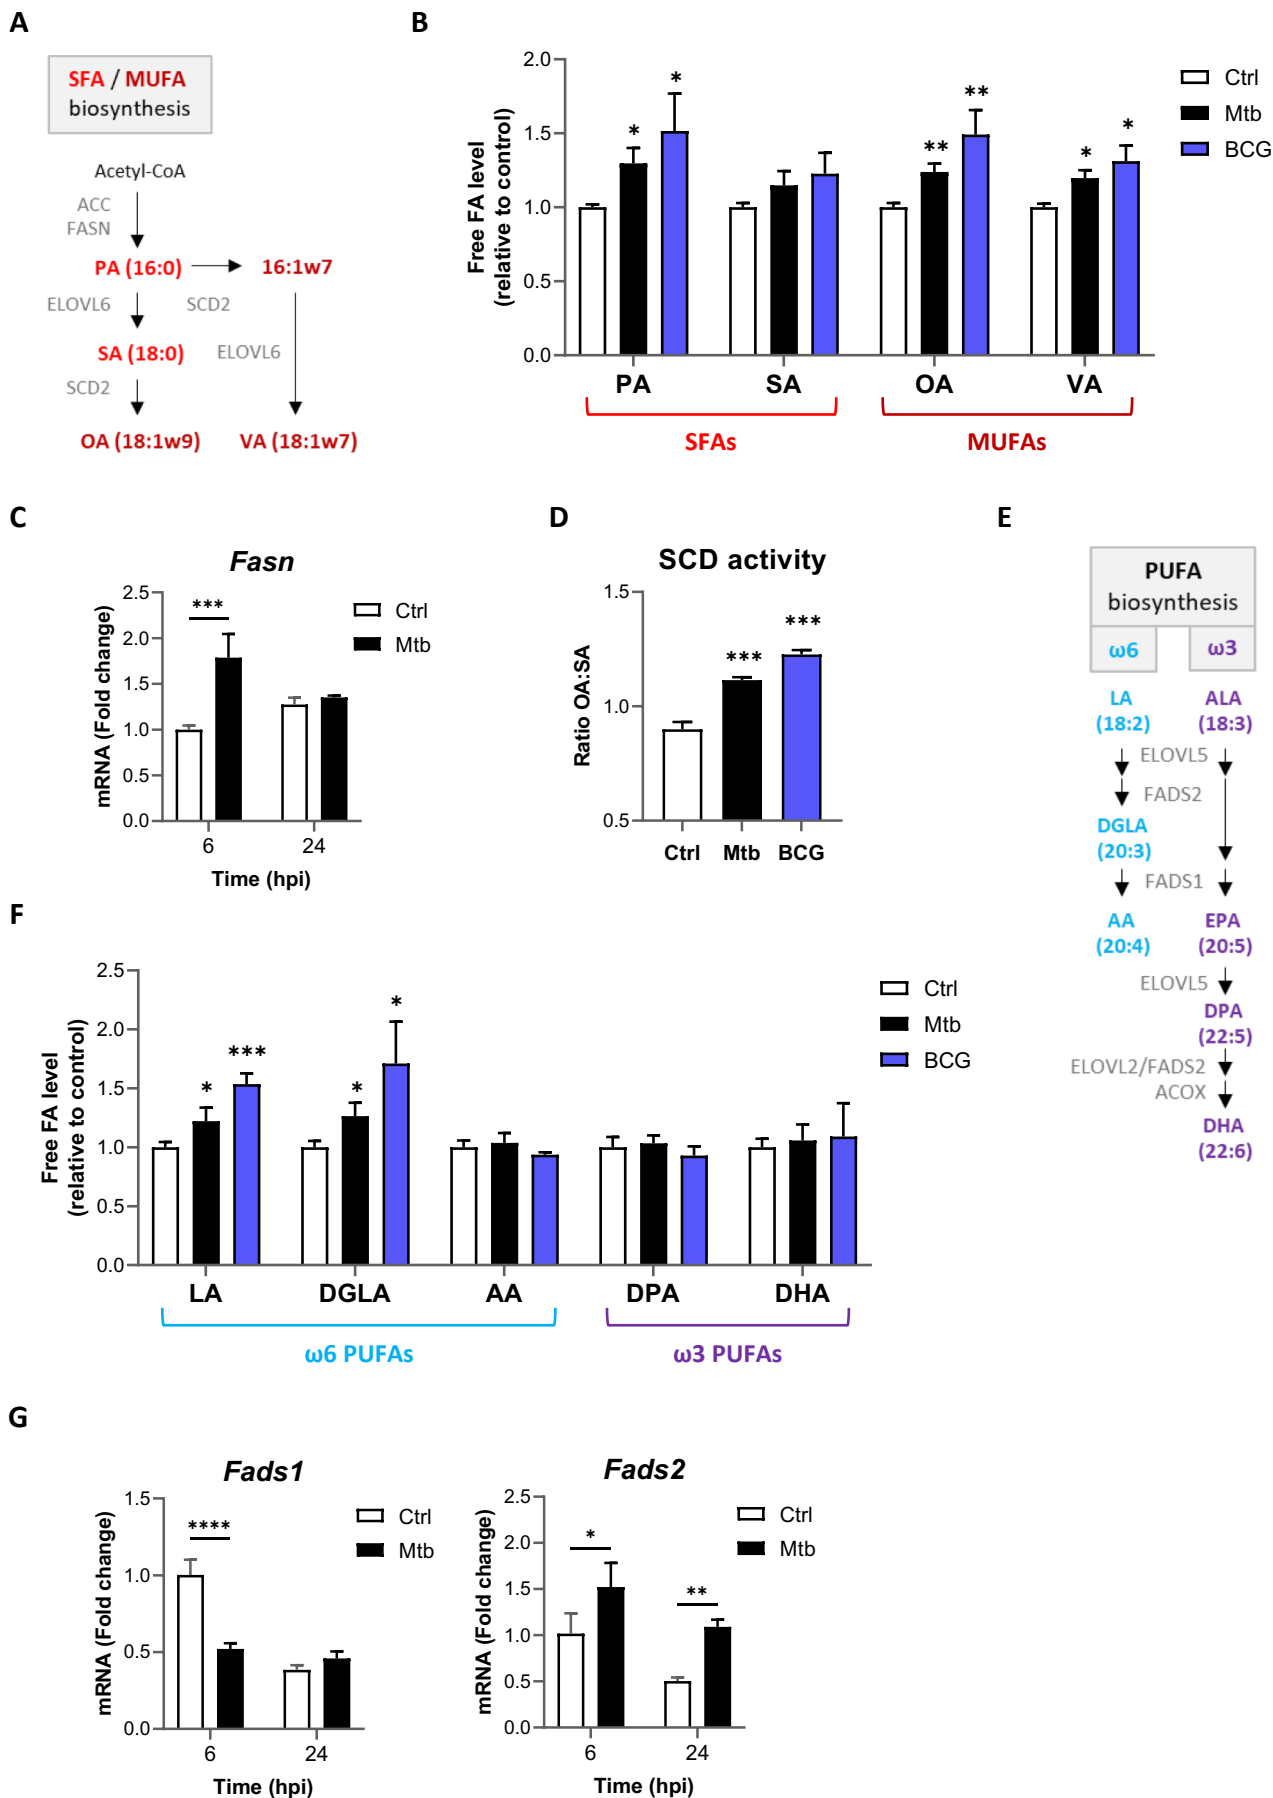 A
SFA / MUFA
biosynthesis
Acetyl-CoA
ACC
FASN
PA (16:0)
16:1w7
ELOVL6
SCD2
SA (18:0)
ELOVL6
SCD2
OA (18:1w9)
VA (18:1w7)
B
Free FA level
(relative to control)
2.0
1.5
1.0
0.5
0.0
*
*
**
**
*
*
PA
SA
OA
VA
SFAs
MUFAs
Ctrl
Mtb
BCG
C
Fasn
mRNA (Fold change)
2.5
2.0
1.5
1.0
0.5
0.0
***
6
24
Time (hpi)
Ctrl
Mtb
D
SCD activity
Ratio OA:SA
1.5
1.0
0.5
***
***
Ctrl
Mtb
BCG
E
PUFA
biosynthesis
ω6
ω3
LA
(18:2)
ALA
(18:3)
ELOVL5
FADS2
DGLA
(20:3)
FADS1
AA
(20:4)
EPA
(20:5)
ELOVL5
DPA
(22:5)
ELOVL2/FADS2
ACOX
DHA
(22:6)
F
Free FA level
(relative to control)
2.5
2.0
1.5
1.0
0.5
0.0
*
***
*
*
LA
DGLA
AA
DPA
DHA
ω6 PUFAs
ω3 PUFAs
Ctrl
Mtb
BCG
G
Fads1
mRNA (Fold change)
1.5
1.0
0.5
0.0
****
6
24
Time (hpi)
Ctrl
Mtb
Fads2
mRNA (Fold change)
2.5
2.0
1.5
1.0
0.5
0.0
*
**
6
24
Time (hpi)
Ctrl
Mtb